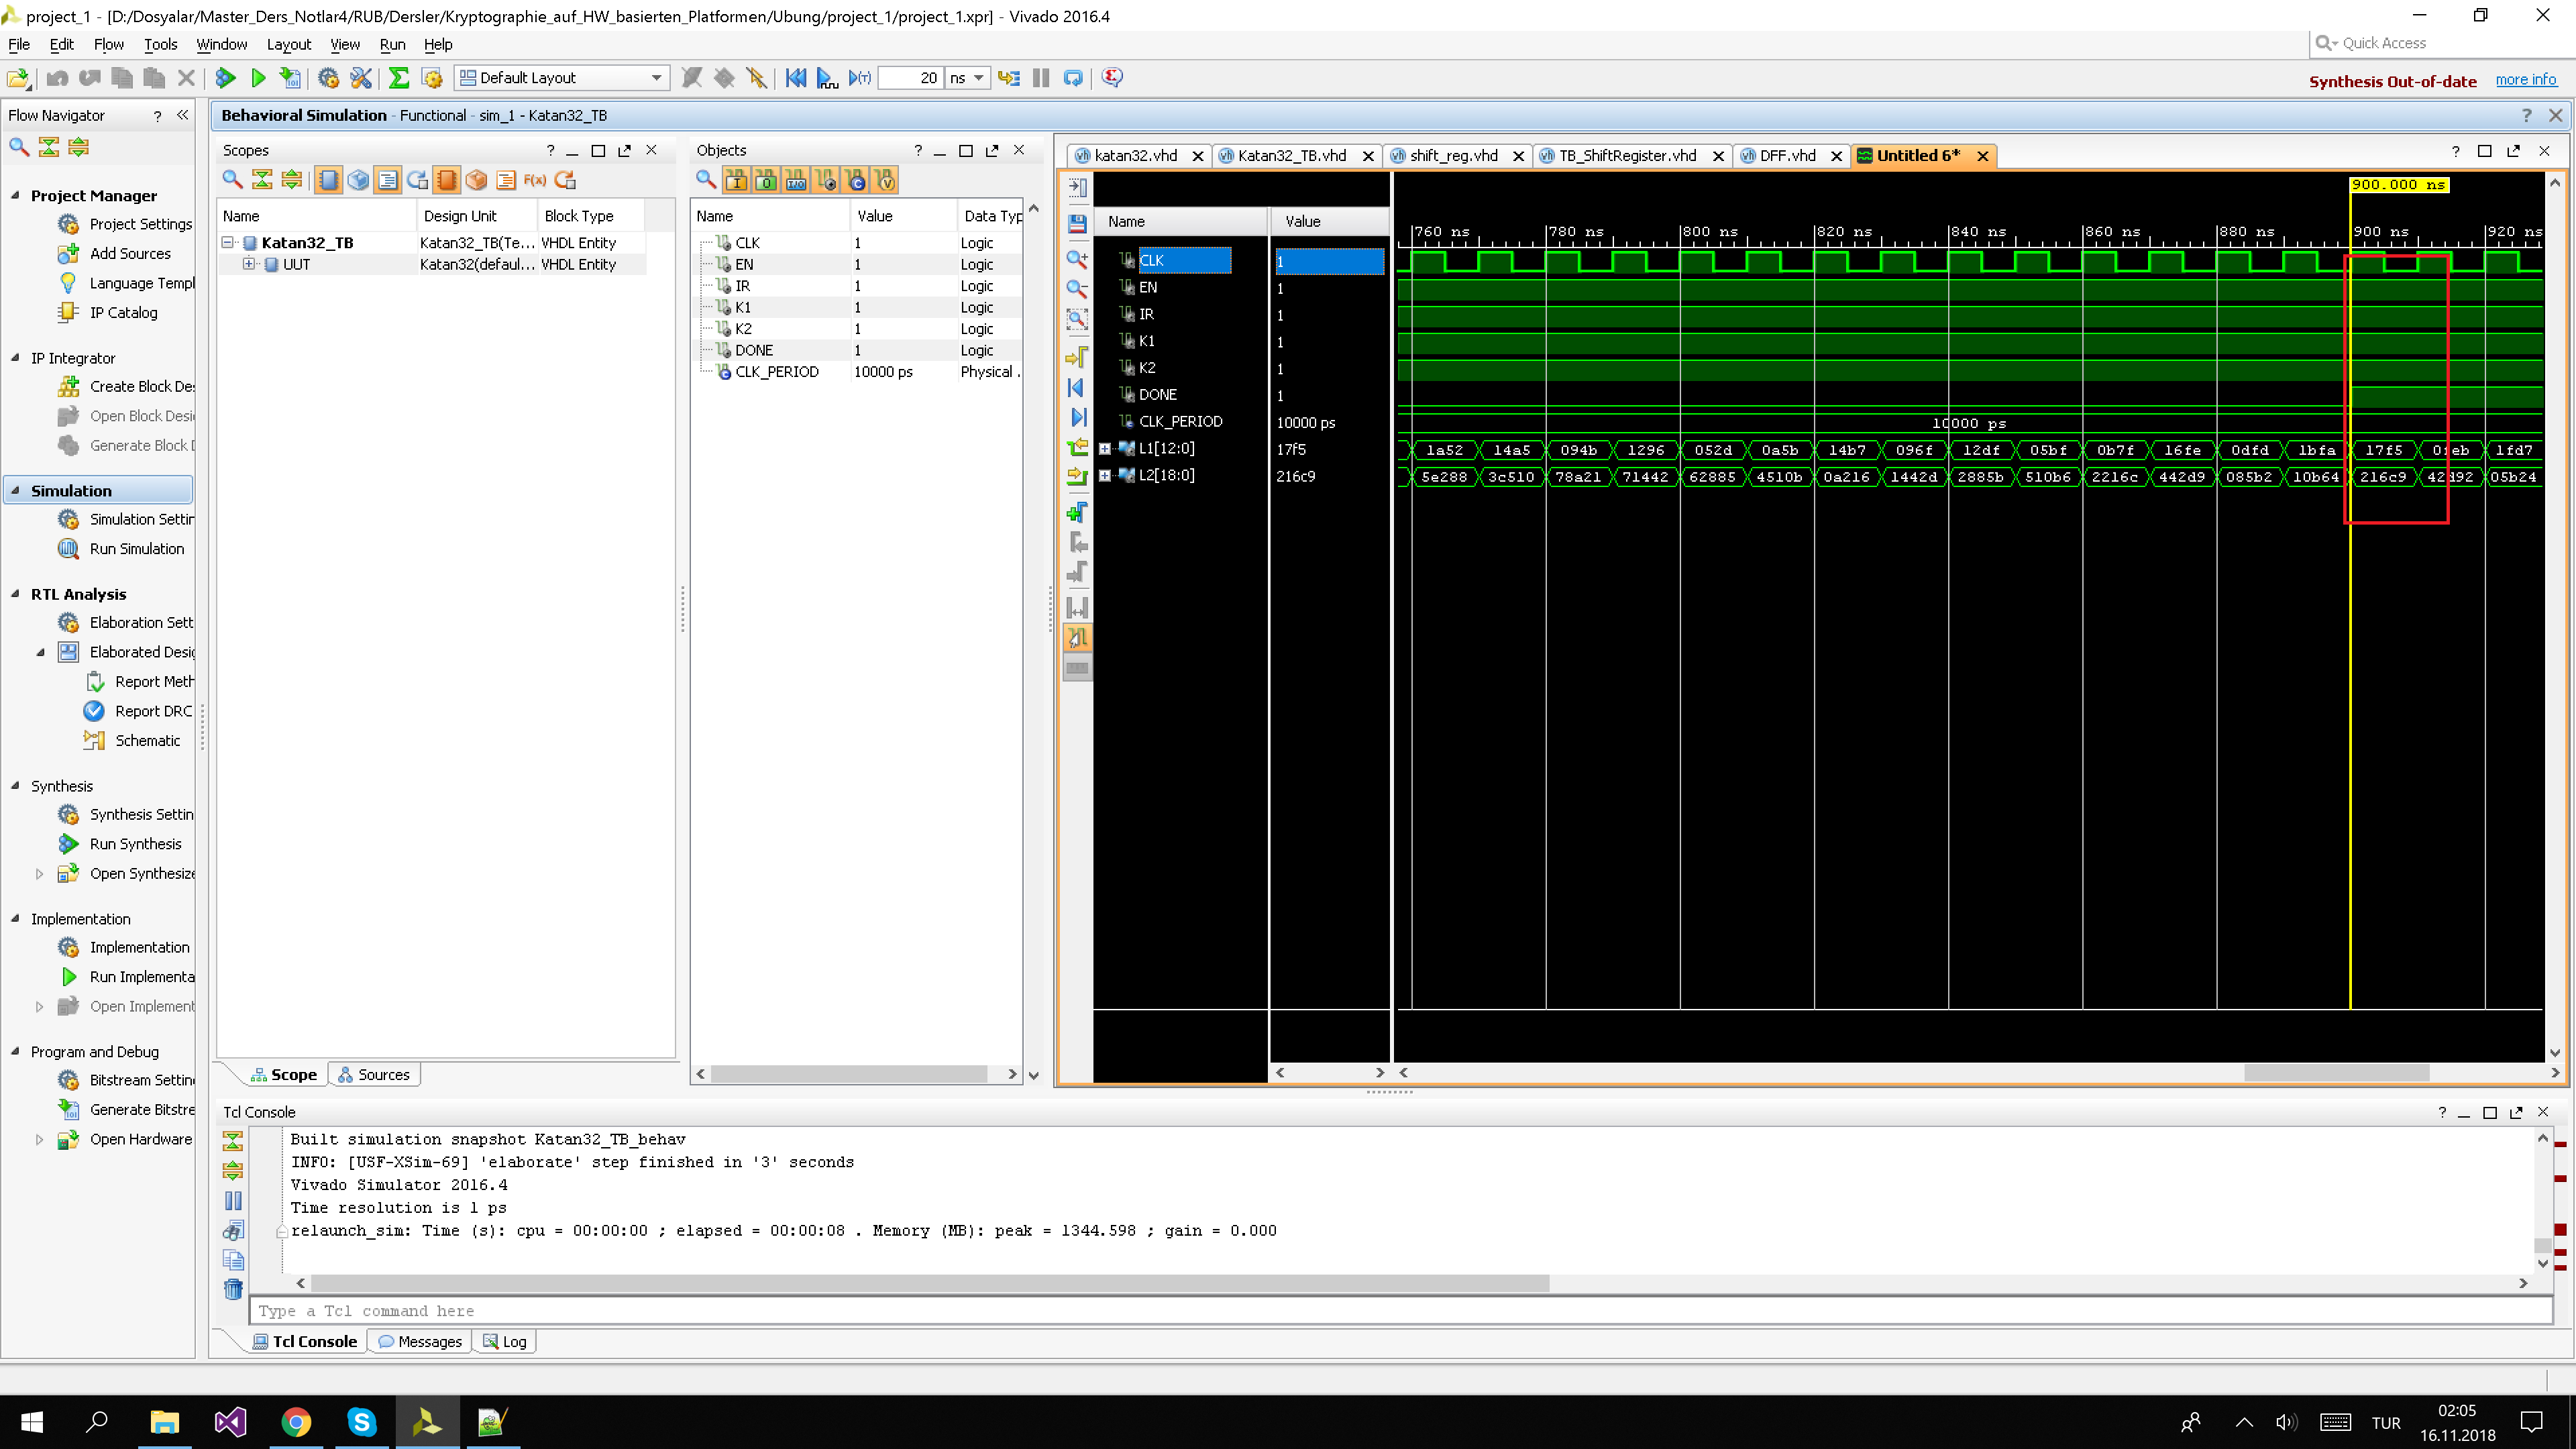 project_1 - [D:/Dosyalar/Master_Ders_Notlar4/RUB/Dersler/Kryptographie_auf_HW_basierten_Platformen/Ubung/project_1/project_1.xpr] - Vivado 2016.4
File Edit Flow Tools Window Layout View Run Help
Quick Access
Default Layout
20 ns
Synthesis Out-of-date more info
Flow Navigator
Project Manager
Project Settings
Add Sources
Language Templ
IP Catalog
IP Integrator
Create Block Des
Open Block Desi
Generate Block D
Simulation
Simulation Settin
Run Simulation
RTL Analysis
Elaboration Sett
Elaborated Desig
Report Meth
Report DRC
Schematic
Synthesis
Synthesis Settin
Run Synthesis
Open Synthesize
Implementation
Implementation
Run Implementa
Open Implement
Program and Debug
Bitstream Settin
Generate Bitstre
Open Hardware
Behavioral Simulation - Functional - sim_1 - Katan32_TB
Scopes
Name Design Unit Block Type
Katan32_TB Katan32_TB(Te... VHDL Entity
UUT Katan32(defaul... VHDL Entity
Scope Sources
Objects
Name Value Data Typ
CLK 1 Logic
EN 1 Logic
IR 1 Logic
K1 1 Logic
K2 1 Logic
DONE 1 Logic
CLK_PERIOD 10000 ps Physical .
katan32.vhd Katan32_TB.vhd shift_reg.vhd TB_ShiftRegister.vhd DFF.vhd Untitled 6*
900.000 ns
Name Value
760 ns 780 ns 800 ns 820 ns 840 ns 860 ns 880 ns 900 ns 920 ns
CLK 1
EN 1
IR 1
K1 1
K2 1
DONE 1
CLK_PERIOD 10000 ps 10000 ps
L1[12:0] 17f5 1a52 14a5 094b 1296 052d 0a5b 14b7 096f 12df 05bf 0b7f 16fe 0dfd 1bfa 17f5 0feb 1fd7
L2[18:0] 216c9 5e288 3c510 78a21 71442 62885 4510b 0a216 1442d 2885b 510b6 2216c 442d9 085b2 10b64 216c9 42d92 05b24
Tcl Console
Built simulation snapshot Katan32_TB_behav
INFO: [USF-XSim-69] 'elaborate' step finished in '3' seconds
Vivado Simulator 2016.4
Time resolution is 1 ps
relaunch_sim: Time (s): cpu = 00:00:00 ; elapsed = 00:00:08 . Memory (MB): peak = 1344.598 ; gain = 0.000
Type a Tcl command here
Tcl Console Messages Log
TUR
02:05
16.11.2018